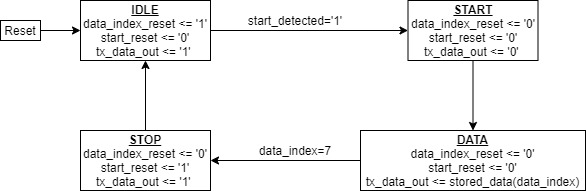 Reset
IDLE
data_index_reset <= '1'
start_reset <= '0'
tx_data_out <= '1'
start_detected='1'
START
data_index_reset <= '0'
start_reset <= '0'
tx_data_out <= '0'
STOP
data_index_reset <= '0'
start_reset <= '1'
tx_data_out <= '1'
data_index=7
DATA
data_index_reset <= '0'
start_reset <= '0'
tx_data_out <= stored_data(data_index)